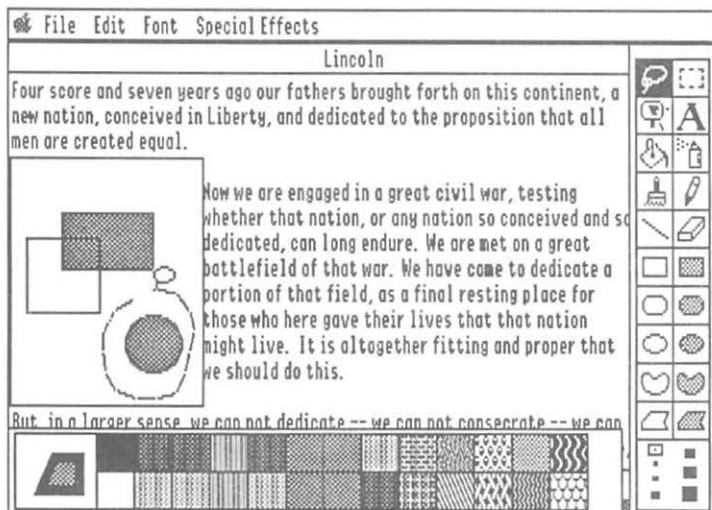 File Edit Font Special Effects
Lincoln
Four score and seven years ago our fathers brought forth on this continent, a
new nation, conceived in Liberty, and dedicated to the proposition that all
men are created equal.
Now we are engaged in a great civil war, testing
whether that nation, or any nation so conceived and so
dedicated, can long endure. We are met on a great
battlefield of that war. We have come to dedicate a
portion of that field, as a final resting place for
those who here gave their lives that that nation
might live. It is altogether fitting and proper that
we should do this.
But, in a larger sense, we can not dedicate -- we can not consecrate -- we can
A